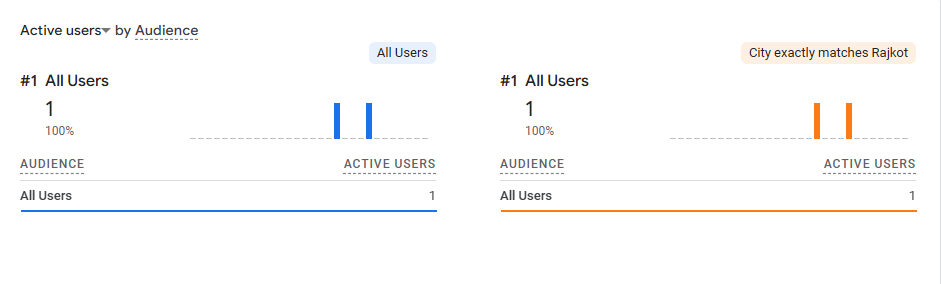 Active users by Audience
All Users
#1 All Users
1
100%
AUDIENCE ACTIVE USERS
All Users 1
City exactly matches Rajkot
#1 All Users
1
100%
AUDIENCE ACTIVE USERS
All Users 1